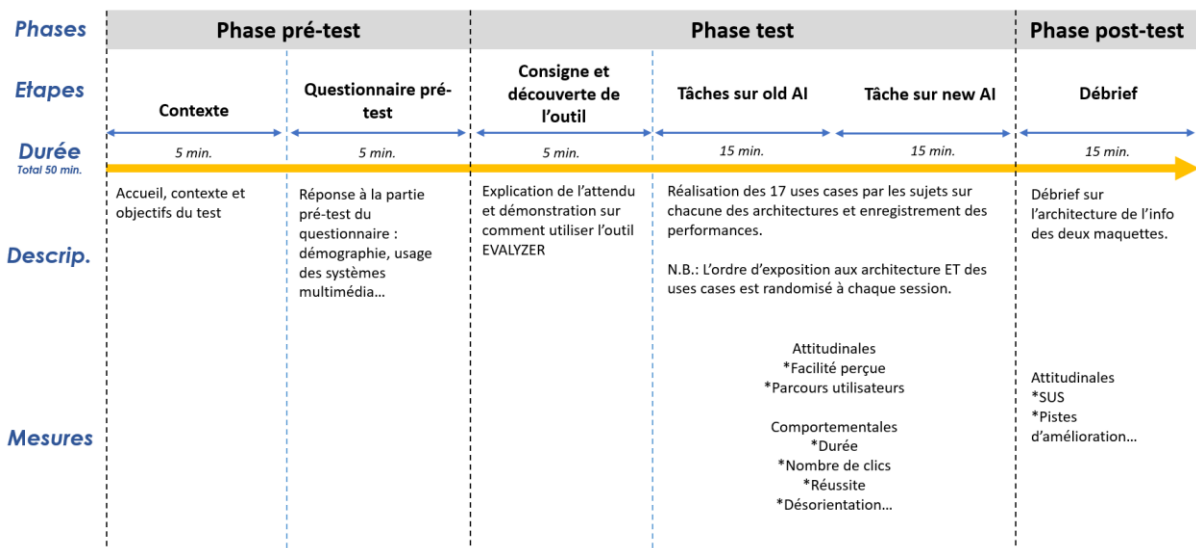 Phases
Phase pré-test
Phase test
Phase post-test
Etapes
Contexte
Questionnaire pré-
test
Consigne et
découverte de
l’outil
Tâches sur old AI
Tâche sur new AI
Débrief
Durée
Total 50 min.
5 min.
5 min.
5 min.
15 min.
15 min.
15 min.
Descrip.
Accueil, contexte et
objectifs du test
Réponse à la partie
pré-test du
questionnaire :
démographie, usage
des systèmes
multimédia…
Explication de l’attendu
et démonstration sur
comment utiliser l’outil
EVALYZER
Réalisation des 17 uses cases par les sujets sur
chacune des architectures et enregistrement des
performances.
N.B.: L’ordre d’exposition aux architecture ET des
uses cases est randomisé à chaque session.
Débrief sur
l’architecture de l’info
des deux maquettes.
Mesures
Attitudinales
*Facilité perçue
*Parcours utilisateurs
Comportementales
*Durée
*Nombre de clics
*Réussite
*Désorientation…
Attitudinales
*SUS
*Pistes
d’amélioration…